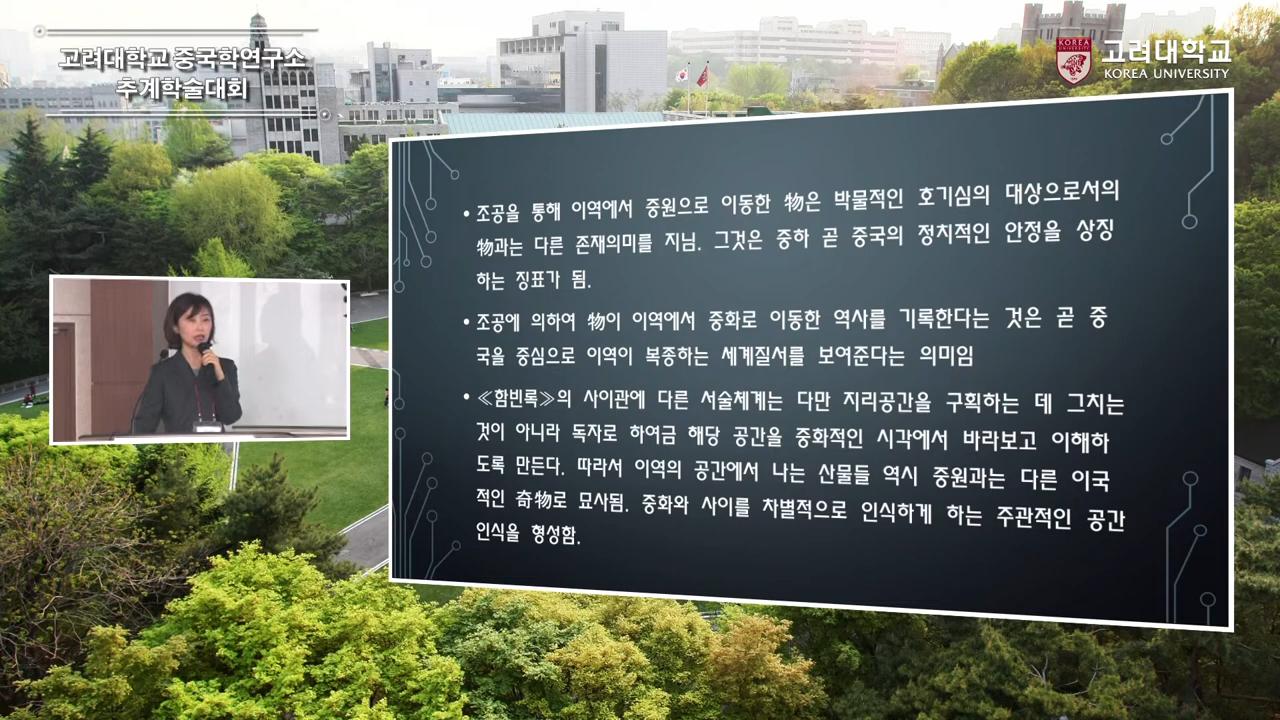 고려대학교 중국학연구소
추계학술대회
KOREA
고려대학교
KOREA UNIVERSITY
• 조공을 통해 이역에서 중원으로 이동한 物은 박물적인 호기심의 대상으로서의
物과는 다른 존재의미를 지님. 그것은 중하 곧 중국의 정치적인 안정을 상징
하는 징표가 됨.
• 조공에 의하여 物이 이역에서 중화로 이동한 역사를 기록한다는 것은 곧 중
국을 중심으로 이역이 복종하는 세계질서를 보여준다는 의미임
• ≪함빈록≫의 사이관에 다른 서술체계는 다만 지리공간을 구획하는 데 그치는
것이 아니라 독자로 하여금 해당 공간을 중화적인 시각에서 바라보고 이해하
도록 만든다. 따라서 이역의 공간에서 나는 산물들 역시 중원과는 다른 이국
적인 奇物로 묘사됨. 중화와 사이를 차별적으로 인식하게 하는 주관적인 공간
인식을 형성함.